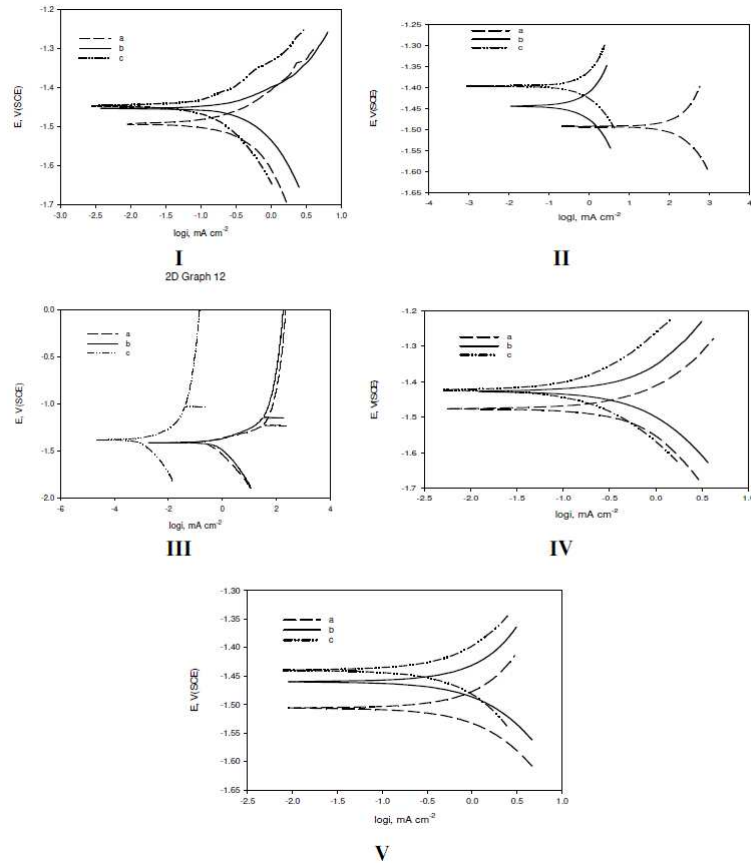 -1.2
-1.3
-1.4
-1.5
-1.6
-1.7
E, V(SCE)
a
b
c
-3.0 -2.5 -2.0 -1.5 -1.0 -0.5 0.0 0.5 1.0
logi, mA cm-2
I
-1.25
-1.30
-1.35
-1.40
-1.45
-1.50
-1.55
-1.60
-1.65
E, V(SCE)
a
b
c
-4 -3 -2 -1 0 1 2 3 4
logi, mA cm-2
II
2D Graph 12
0.0
-0.5
-1.0
-1.5
-2.0
E, V(SCE)
a
b
c
-6 -4 -2 0 2 4
logi, mA cm-2
III
-1.2
-1.3
-1.4
-1.5
-1.6
-1.7
E, V(SCE)
a
b
c
-2.5 -2.0 -1.5 -1.0 -0.5 0.0 0.5 1.0
logi, mA cm-2
IV
-1.30
-1.35
-1.40
-1.45
-1.50
-1.55
-1.60
-1.65
E, V(SCE)
a
b
c
-2.5 -2.0 -1.5 -1.0 -0.5 0.0 0.5 1.0
logi, mA cm-2
V